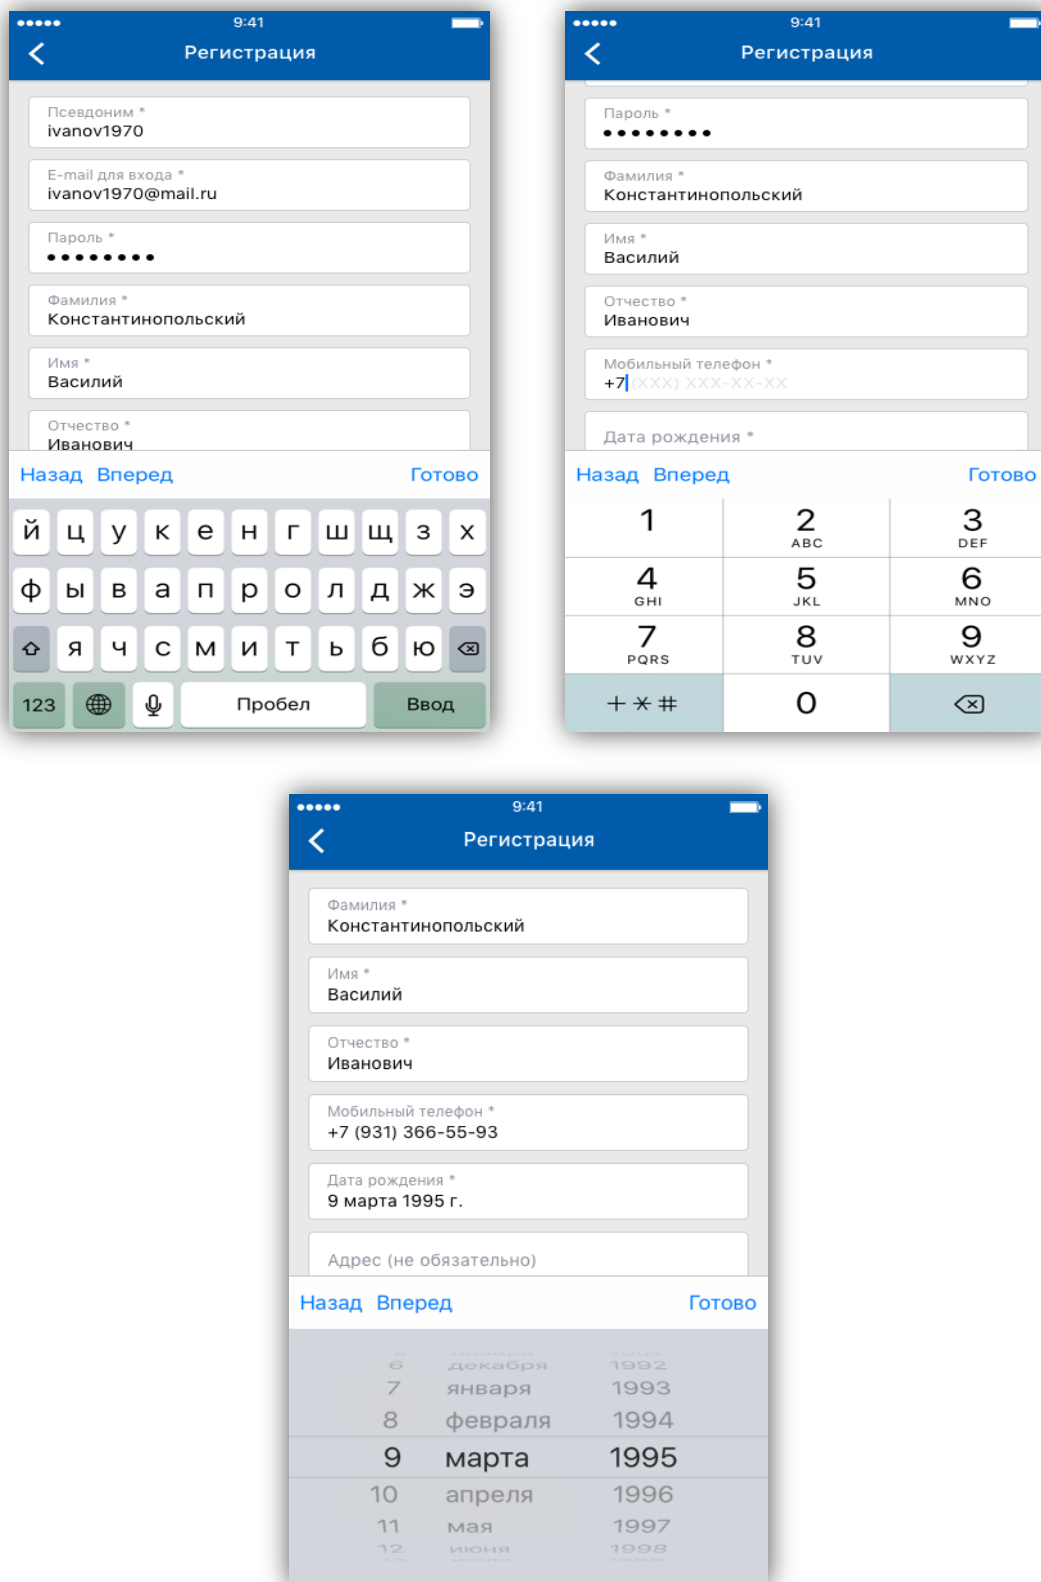 9:41
Регистрация
Псевдоним *
ivanov1970
E-mail для входа *
ivanov1970@mail.ru
Пароль *
••••••••
Фамилия *
Константинопольский
Имя *
Василий
Отчество *
Иванович
Назад Вперед Готово
й ц у к е н г ш щ з х
ф ы в а п р о л д ж э
я ч с м и т ь б ю
123 Пробел Ввод
9:41
Регистрация
Пароль *
••••••••
Фамилия *
Константинопольский
Имя *
Василий
Отчество *
Иванович
Мобильный телефон *
+7 (XXX) XXX-XX-XX
Дата рождения *
Назад Вперед Готово
1 2 3
ABC DEF
4 5 6
GHI JKL MNO
7 8 9
PQRS TUV WXYZ
+*# 0
9:41
Регистрация
Фамилия *
Константинопольский
Имя *
Василий
Отчество *
Иванович
Мобильный телефон *
+7 (931) 366-55-93
Дата рождения *
9 марта 1995 г.
Адрес (не обязательно)
Назад Вперед Готово
6 декабря 1992
7 января 1993
8 февраля 1994
9 марта 1995
10 апреля 1996
11 мая 1997
12 июня 1998